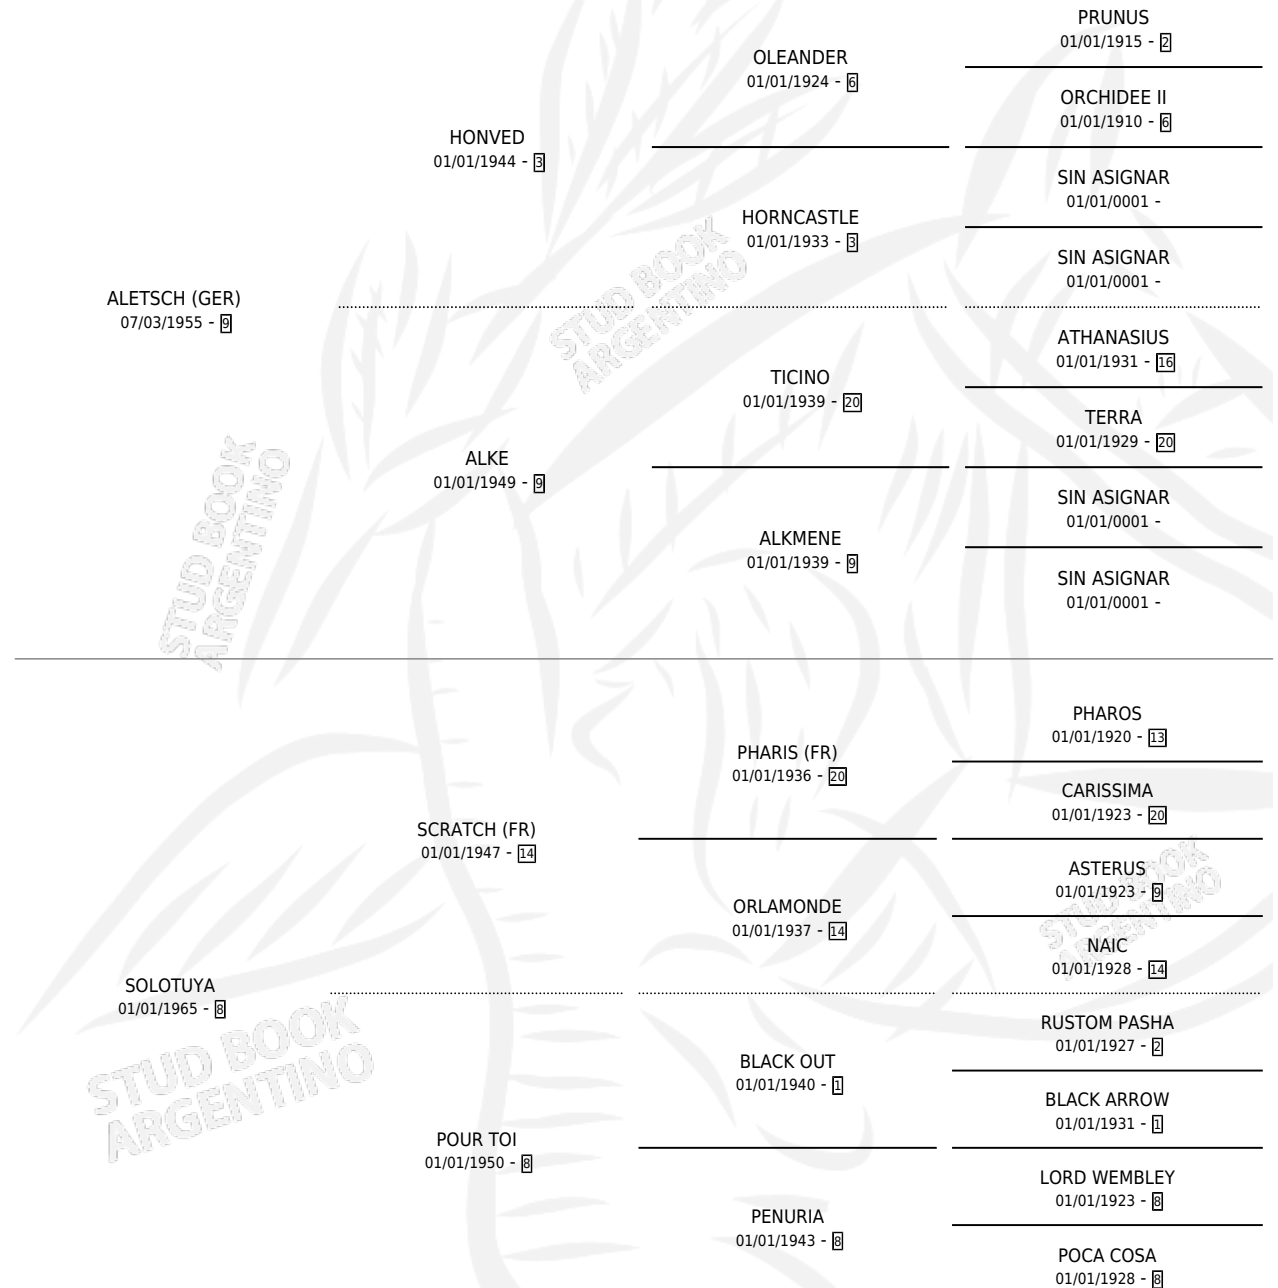 PRUNUS
01/01/1915 - 2
OLEANDER
01/01/1924 - 6
ORCHIDEE II
01/01/1910 - 6
HONVED
01/01/1944 - 3
SIN ASIGNAR
01/01/0001 -
HORNCASTLE
01/01/1933 - 3
SIN ASIGNAR
01/01/0001 -
ALETSCH (GER)
07/03/1955 - 9
ATHANASIUS
01/01/1931 - 16
TICINO
01/01/1939 - 20
TERRA
01/01/1929 - 20
ALKE
01/01/1949 - 9
SIN ASIGNAR
01/01/0001 -
ALKMENE
01/01/1939 - 9
SIN ASIGNAR
01/01/0001 -
STUD BOOK
ARGENTINO
STUD BOOK
ARGENTINO
PHAROS
01/01/1920 - 13
PHARIS (FR)
01/01/1936 - 20
CARISSIMA
01/01/1923 - 20
SCRATCH (FR)
01/01/1947 - 14
ASTERUS
01/01/1923 - 9
ORLAMONDE
01/01/1937 - 14
NAIC
01/01/1928 - 14
SOLOTUYA
01/01/1965 - 8
RUSTOM PASHA
01/01/1927 - 2
BLACK OUT
01/01/1940 - 1
BLACK ARROW
01/01/1931 - 1
POUR TOI
01/01/1950 - 8
LORD WEMBLEY
01/01/1923 - 8
PENURIA
01/01/1943 - 8
POCA COSA
01/01/1928 - 8
STUD BOOK
ARGENTINO
STUD BOOK
ARGENTINO